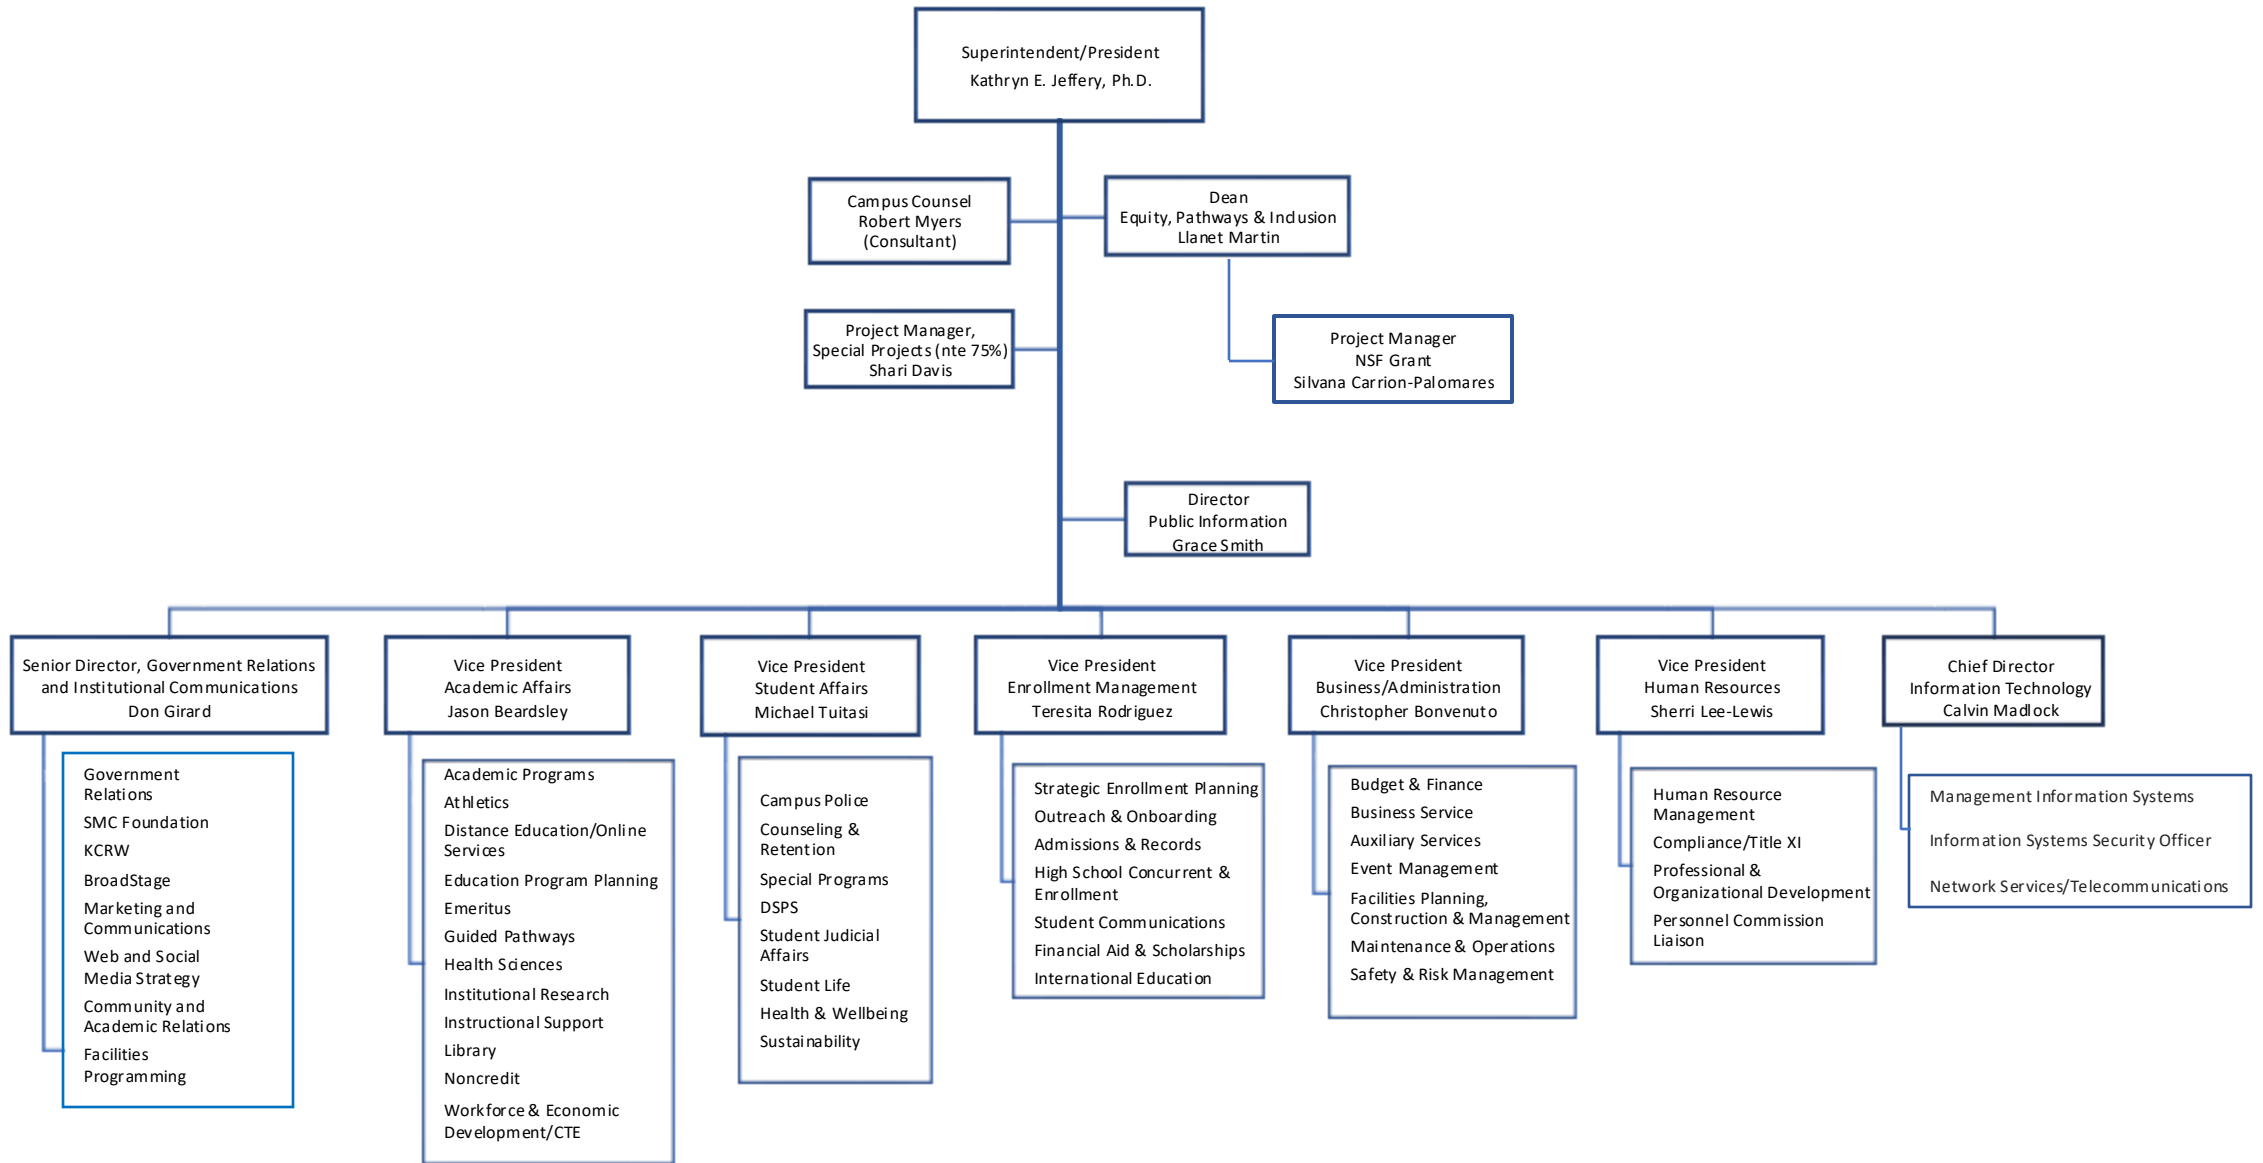 Superintendent/President
Kathryn E. Jeffery, Ph.D.
Campus Counsel
Robert Myers
(Consultant)
Dean
Equity, Pathways & Inclusion
Llanet Martin
Project Manager,
Special Projects (nte 75%)
Shari Davis
Project Manager
NSF Grant
Silvana Carrion-Palomares
Director
Public Information
Grace Smith
Senior Director, Government Relations
and Institutional Communications
Don Girard
Vice President
Academic Affairs
Jason Beardsley
Vice President
Student Affairs
Michael Tuitasi
Vice President
Enrollment Management
Teresita Rodriguez
Vice President
Business/Administration
Christopher Bonvenuto
Vice President
Human Resources
Sherri Lee-Lewis
Chief Director
Information Technology
Calvin Madlock
Government
Relations
SMC Foundation
KCRW
BroadStage
Marketing and
Communications
Web and Social
Media Strategy
Community and
Academic Relations
Facilities
Programming
Academic Programs
Athletics
Distance Education/Online
Services
Education Program Planning
Emeritus
Guided Pathways
Health Sciences
Institutional Research
Instructional Support
Library
Noncredit
Workforce & Economic
Development/CTE
Campus Police
Counseling &
Retention
Special Programs
DSPS
Student Judicial
Affairs
Student Life
Health & Wellbeing
Sustainability
Strategic Enrollment Planning
Outreach & Onboarding
Admissions & Records
High School Concurrent &
Enrollment
Student Communications
Financial Aid & Scholarships
International Education
Budget & Finance
Business Service
Auxiliary Services
Event Management
Facilities Planning,
Construction & Management
Maintenance & Operations
Safety & Risk Management
Human Resource
Management
Compliance/Title XI
Professional &
Organizational Development
Personnel Commission
Liaison
Management Information Systems
Information Systems Security Officer
Network Services/Telecommunications